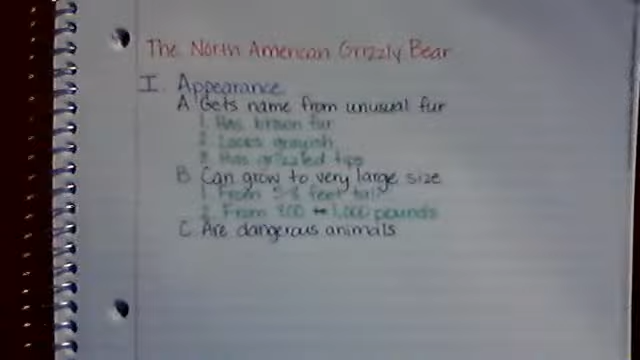 The North American Grizzly Bear
I. Appearance
A. Gets name from unusual fur
1. Has brown fur
2. Looks grayish
3. Has grizzled tips
B. Can grow to very large size
1. From 5-8 feet tall
2. From 800 to 1,000 pounds
C. Are dangerous animals